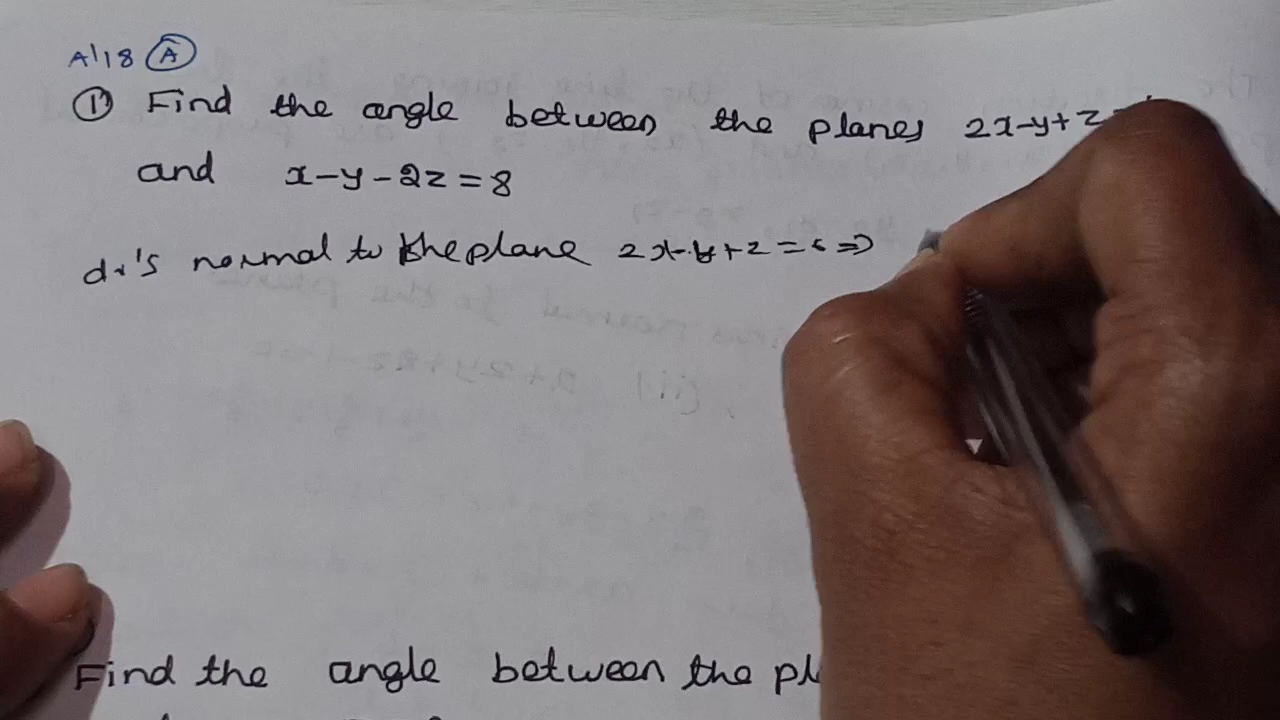 A/18 A
① Find the angle between the planes 2x-y+z=
and x-y-2z=8
dr's normal to the plane 2x-y+z=6 ⇒
Find the angle between the pl